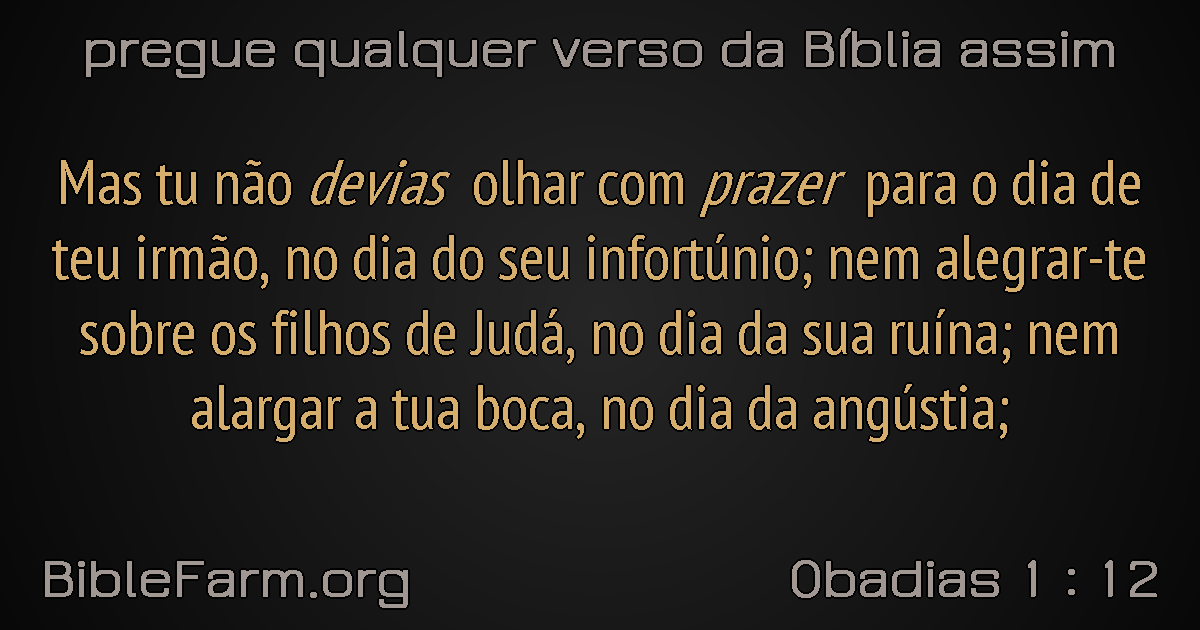 pregue qualquer verso da Bíblia assim
Mas tu não devias olhar com prazer para o dia de
teu irmão, no dia do seu infortúnio; nem alegrar-te
sobre os filhos de Judá, no dia da sua ruína; nem
alargar a tua boca, no dia da angústia;
BibleFarm.org
Obadias 1 : 12